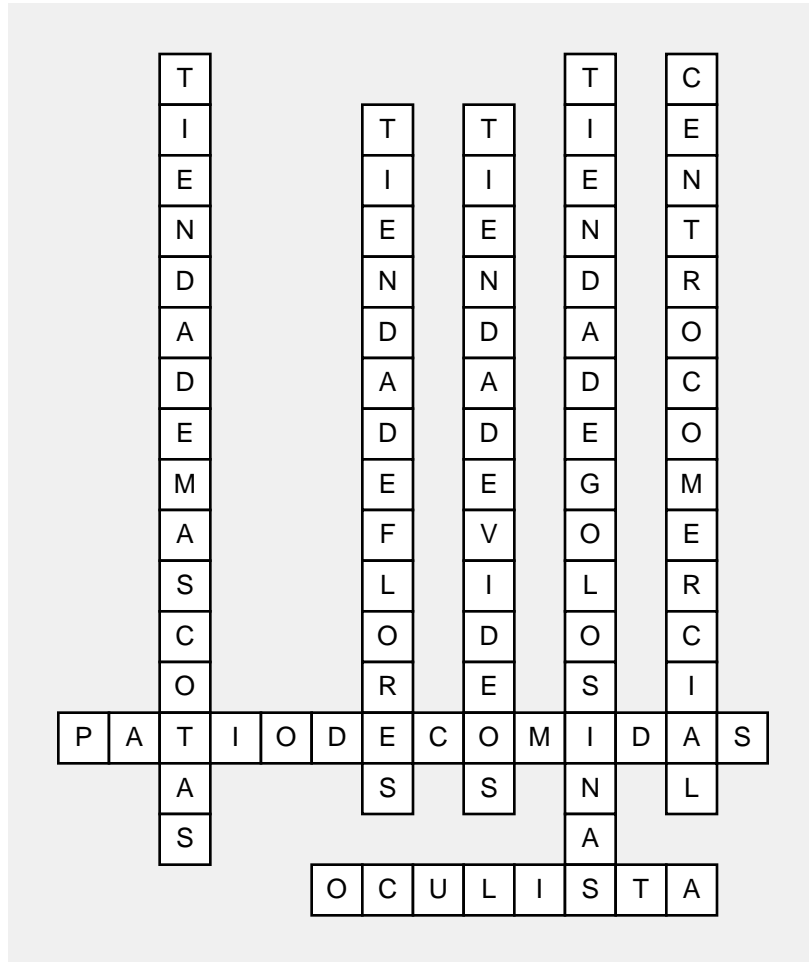 TIENDADEMASCOTAS
TIENDADEFLORES
TIENDADEVIDEOS
TIENDADEGOLOSINAS
CENTROCOMERCIAL
PATIODECOMIDAS
OCULISTA